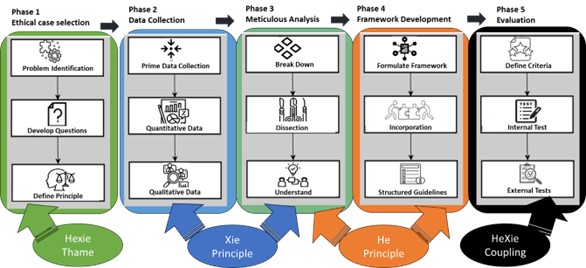 Phase 1
Ethical case selection
Problem Identification
Develop Questions
Define Principle
Phase 2
Data Collection
Prime Data Collection
Quantitative Data
Qualitative Data
Phase 3
Meticulous Analysis
Break Down
Dissection
Understand
Phase 4
Framework Development
Formulate Framework
Incorporation
Structured Guidelines
Phase 5
Evaluation
Define Criteria
TEST
Internal Test
External Tests
Hexie
Thame
Xie
Principle
He
Principle
HeXie
Coupling